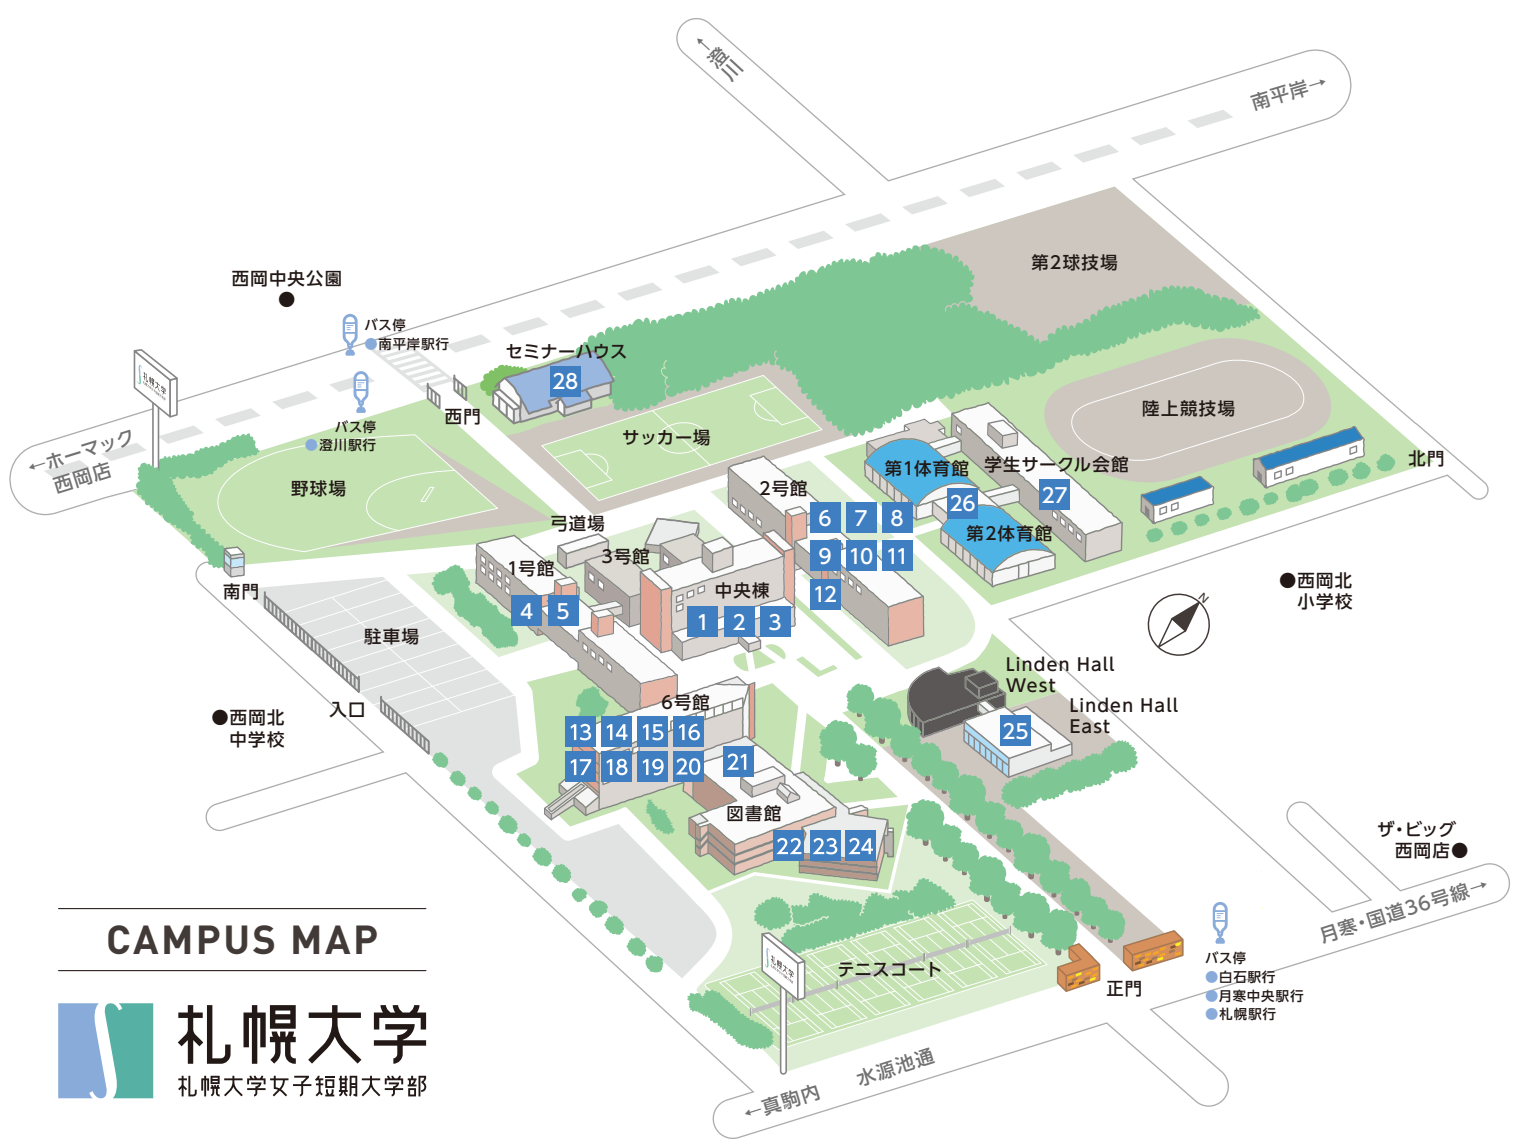 ←澄川
南平岸→
第2球技場
西岡中央公園
バス停
南平岸駅行
セミナーハウス
28
札幌大学
西門
バス停
澄川駅行
サッカー場
陸上競技場
←ホーマック
西岡店
野球場
2号館
第1体育館
学生サークル会館
27
26
北門
6 7 8
第2体育館
9 10 11
12
弓道場
3号館
1号館
4 5
中央棟
1 2 3
南門
駐車場
入口
西岡北
小学校
N
西岡北
中学校
Linden Hall
West
Linden Hall
East
25
6号館
13 14 15 16
17 18 19 20
21
図書館
22 23 24
ザ・ビッグ
西岡店
月寒・国道36号線→
テニスコート
札幌大学
正門
バス停
白石駅行
月寒中央駅行
札幌駅行
水源池通
←真駒内
CAMPUS MAP
札幌大学
札幌大学女子短期大学部